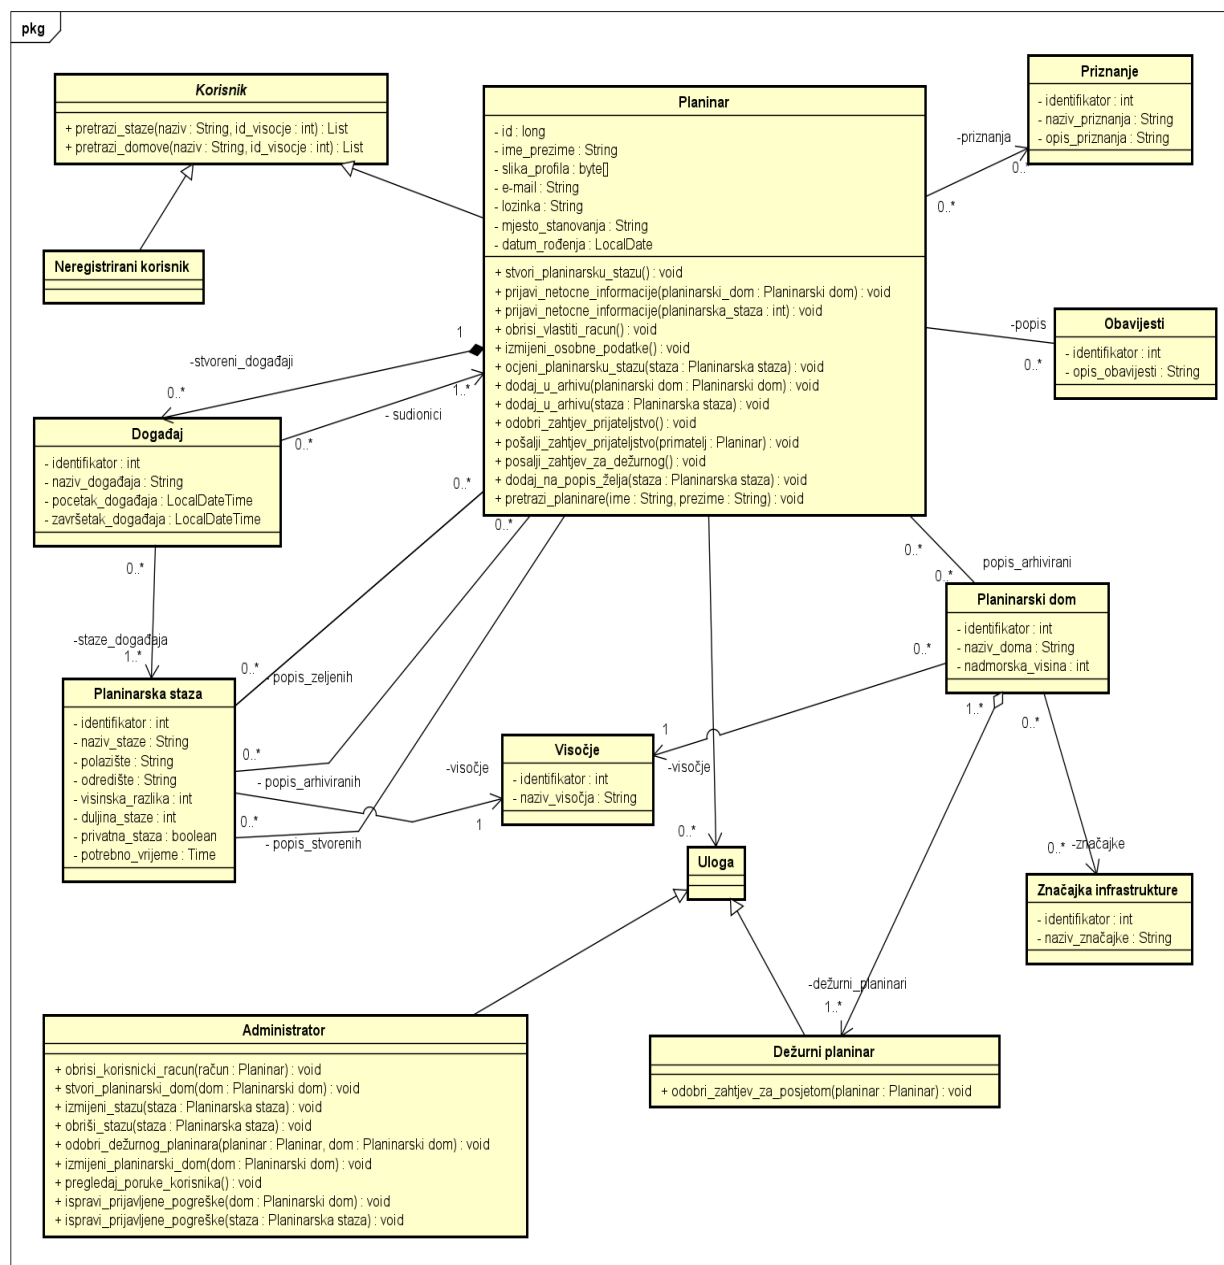 pkg
Korisnik
+ pretrazi_staze(naziv : String, id_visocje : int) : List
+ pretrazi_domove(naziv : String, id_visocje : int) : List
Neregistrirani korisnik
Planinar
- id : long
- ime_prezime : String
- slika_profila : byte[]
- e-mail : String
- lozinka : String
- mjesto_stanovanja : String
- datum_rođenja : LocalDate
+ stvori_planinarsku_stazu() : void
+ prijavi_netocne_informacije(planinarski_dom : Planinarski dom) : void
+ prijavi_netocne_informacije(planinarska_staza : int) : void
+ obrisi_vlastiti_racun() : void
+ izmijeni_osobne_podatke() : void
+ ocjeni_planinarsku_stazu(staza : Planinarska staza) : void
+ dodaj_u_arhivu(planinarski dom : Planinarski dom) : void
+ dodaj_u_arhivu(staza : Planinarska staza) : void
+ odobri_zahtjev_prijateljstvo() : void
+ pošalji_zahtjev_prijateljstvo(primatelj : Planinar) : void
+ posalji_zahtjev_za_dežurnog() : void
+ dodaj_na_popis_želja(staza : Planinarska staza) : void
+ pretrazi_planinare(ime : String, prezime : String) : void
Priznanje
- identifikator : int
- naziv_priznanja : String
- opis_priznanja : String
-priznanja
0..*
0..*
Obavijesti
- identifikator : int
- opis_obavijesti : String
-popis
0..*
1
-stvoreni_događaji
0..*
1..*
- sudionici
0..*
Događaj
- identifikator : int
- naziv_događaja : String
- pocetak_događaja : LocalDateTime
- završetak_događaja : LocalDateTime
0..*
-staze_događaja
1..*
0..*
0..*
0..*
- popis_zeljenih
0..*
- popis_arhiviranih
0..*
- popis_stvorenih
Planinarska staza
- identifikator : int
- naziv_staze : String
- polazište : String
- odredište : String
- visinska_razlika : int
- duljina_staze : int
- privatna_staza : boolean
- potrebno_vrijeme : Time
-visočje
1
Visočje
- identifikator : int
- naziv_visočja : String
0..*
1
-visočje
0..*
0..*
popis_arhivirani
Planinarski dom
- identifikator : int
- naziv_doma : String
- nadmorska_visina : int
1..*
0..*
0..*
-značajke
Značajka infrastrukture
- identifikator : int
- naziv_značajke : String
0..*
Uloga
-dežurni_planinari
1..*
Administrator
+ obrisi_korisnicki_racun(račun : Planinar) : void
+ stvori_planinarski_dom(dom : Planinarski dom) : void
+ izmijeni_stazu(staza : Planinarska staza) : void
+ obriši_stazu(staza : Planinarska staza) : void
+ odobri_dežurnog_planinara(planinar : Planinar, dom : Planinarski dom) : void
+ izmijeni_planinarski_dom(dom : Planinarski dom) : void
+ pregledaj_poruke_korisnika() : void
+ ispravi_prijavljene_pogreške(dom : Planinarski dom) : void
+ ispravi_prijavljene_pogreške(staza : Planinarska staza) : void
Dežurni planinar
+ odobri_zahtjev_za_posjetom(planinar : Planinar) : void